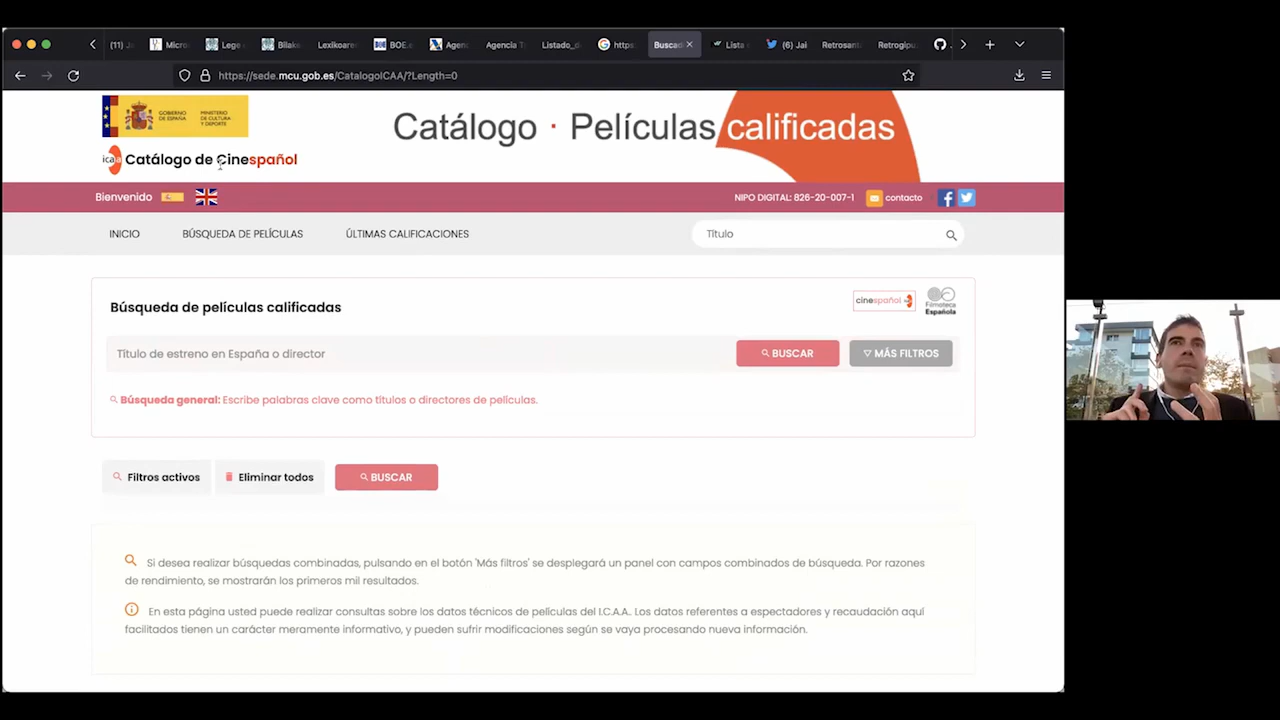 (11) Ja
Micro
Lege
Bilak
Lexikoare
BOE.e
Agen
Agencia T
Listado_d
https
Buscad
Lista
(6) Jai
Retrosan
Retrogipu
https://sede.mcu.gob.es/CatalogoICAA/?Length=0
GOBIERNO DE ESPAÑA
MINISTERIO DE CULTURA Y DEPORTE
Catálogo · Películas calificadas
icaa Catálogo de Cinespañol
Bienvenido
NIPO DIGITAL: 826-20-007-1
contacto
INICIO
BÚSQUEDA DE PELÍCULAS
ÚLTIMAS CALIFICACIONES
Título
Búsqueda de películas calificadas
cinespañol
Filmoteca Española
Título de estreno en España o director
BUSCAR
MÁS FILTROS
Búsqueda general: Escribe palabras clave como títulos o directores de películas.
Filtros activos
Eliminar todos
BUSCAR
Si desea realizar búsquedas combinadas, pulsando en el botón 'Más filtros' se desplegará un panel con campos combinados de búsqueda. Por razones
de rendimiento, se mostrarán los primeros mil resultados.
En esta página usted puede realizar consultas sobre los datos técnicos de películas del I.C.A.A.. Los datos referentes a espectadores y recaudación aquí
facilitados tienen un carácter meramente informativo, y pueden sufrir modificaciones según se vaya procesando nueva información.